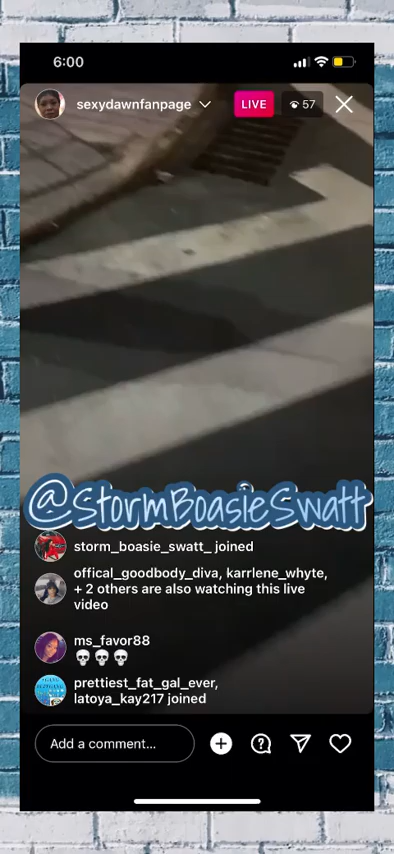 6:00
sexydawnfanpage
LIVE
57
@StormBoasieSwatt
storm_boasie_swatt_ joined
offical_goodbody_diva, karrlene_whyte,
+ 2 others are also watching this live
video
ms_favor88
💀💀💀
prettiest_fat_gal_ever,
latoya_kay217 joined
Add a comment...